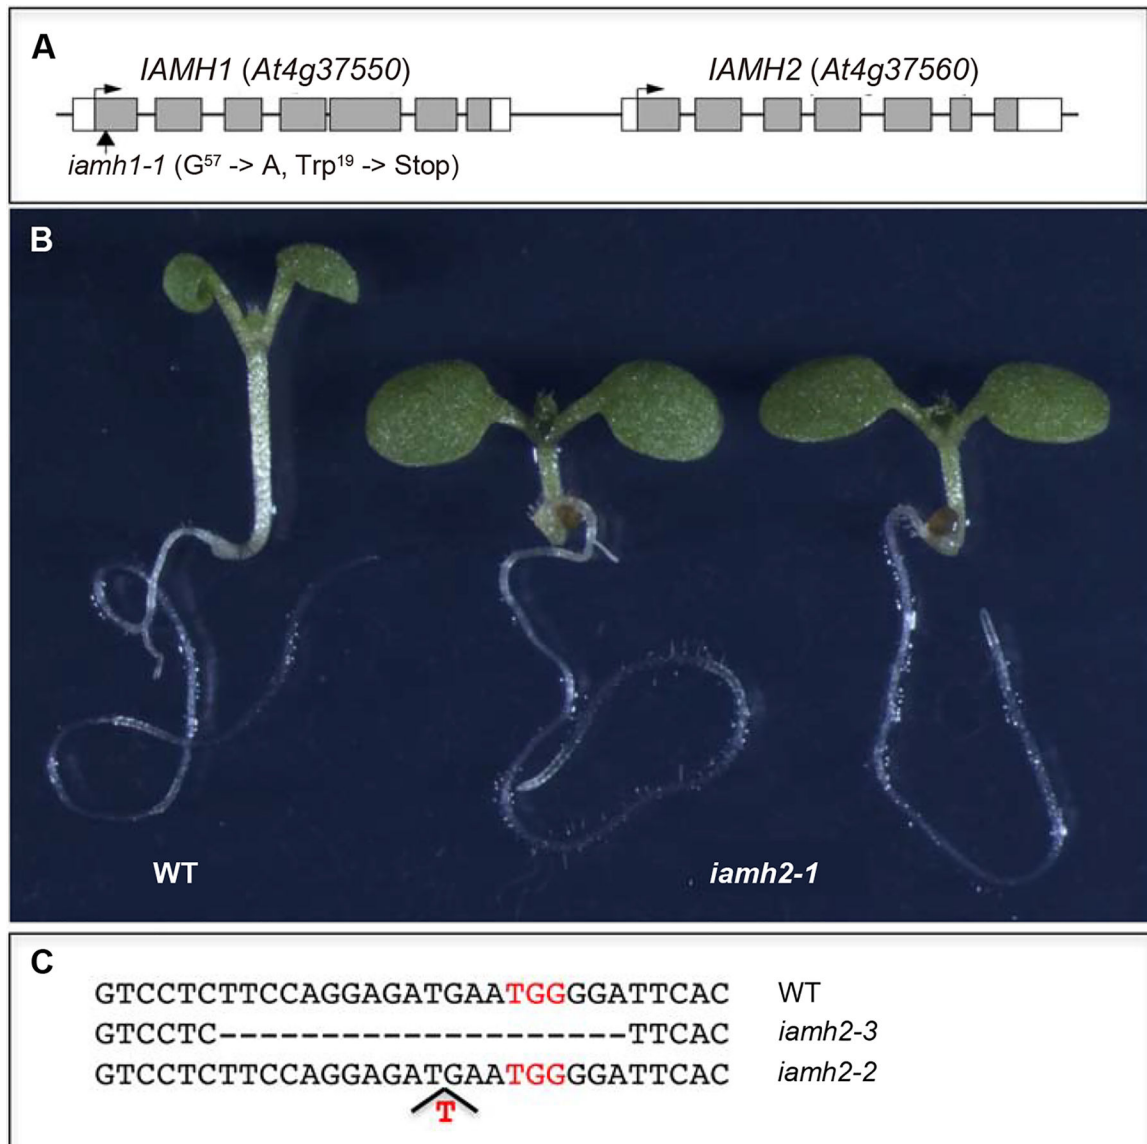 A
IAMH1 (At4g37550) IAMH2 (At4g37560)
iamh1-1 (G⁵⁷ -> A, Trp¹⁹ -> Stop)
B
WT iamh2-1
C
GTCCTCTTCCAGGAGATGAATGGGGATTCAC WT
GTCCTC--------------------TTCAC iamh2-3
GTCCTCTTCCAGGAGATGAATGGGGATTCAC iamh2-2
T